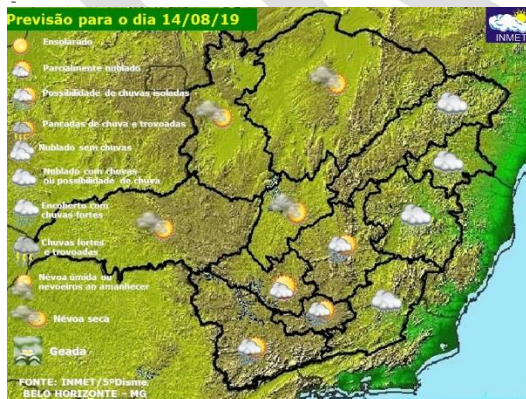 Previsão para o dia 14/08/19
INMET
Ensolarado
Parcialmente nublado
Possibilidade de chuvas isoladas
Pancadas de chuva e trovoadas
Nublado sem chuvas
Nublado com chuvas
ou possibilidade de chuva
Encoberto com
chuvas fortes
Chuvas fortes
e trovoadas
Névoa úmida ou
nevoeiros ao amanhecer
Névoa seca
Geada
FONTE: INMET/5ºDisme.
BELO HORIZONTE - MG